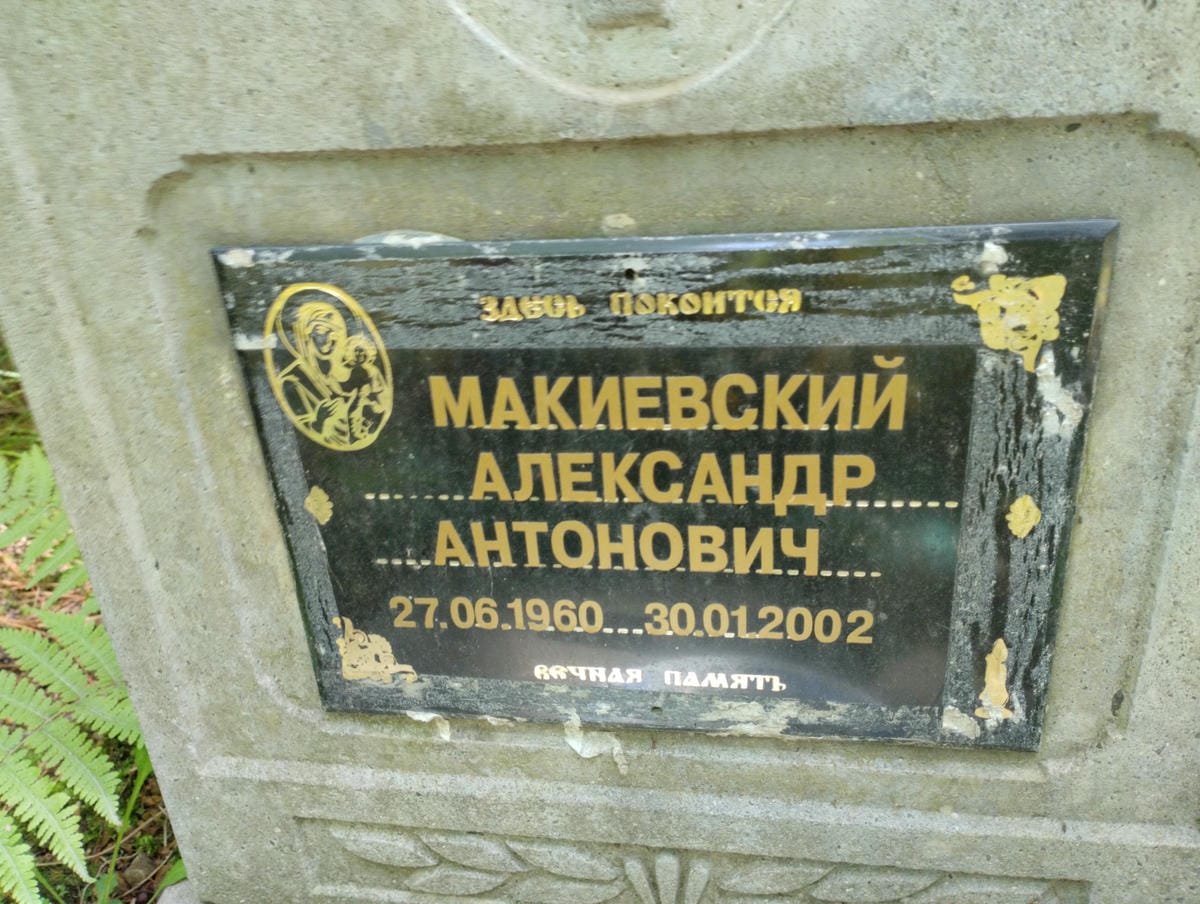 ЗДЕСЬ ПОКОИТСЯ
МАКИЕВСКИЙ
АЛЕКСАНДР
АНТОНОВИЧ
27.06.1960 30.01.2002
ВЕЧНАЯ ПАМЯТЬ